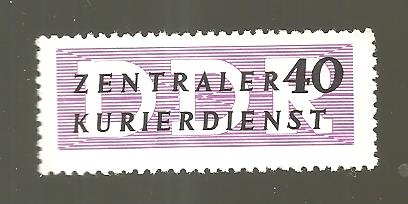 DDR
ZENTRALER 40
KURIERDIENST